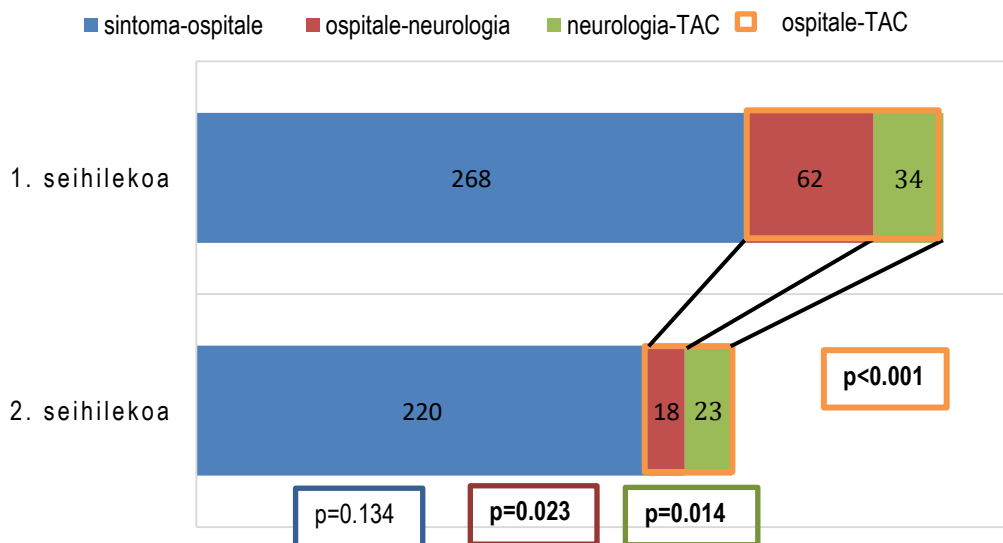 sintoma-ospitale ospitale-neurologia neurologia-TAC ospitale-TAC
1. seihilekoa
268 62 34
2. seihilekoa
220 18 23
p<0.001
p=0.134 p=0.023 p=0.014